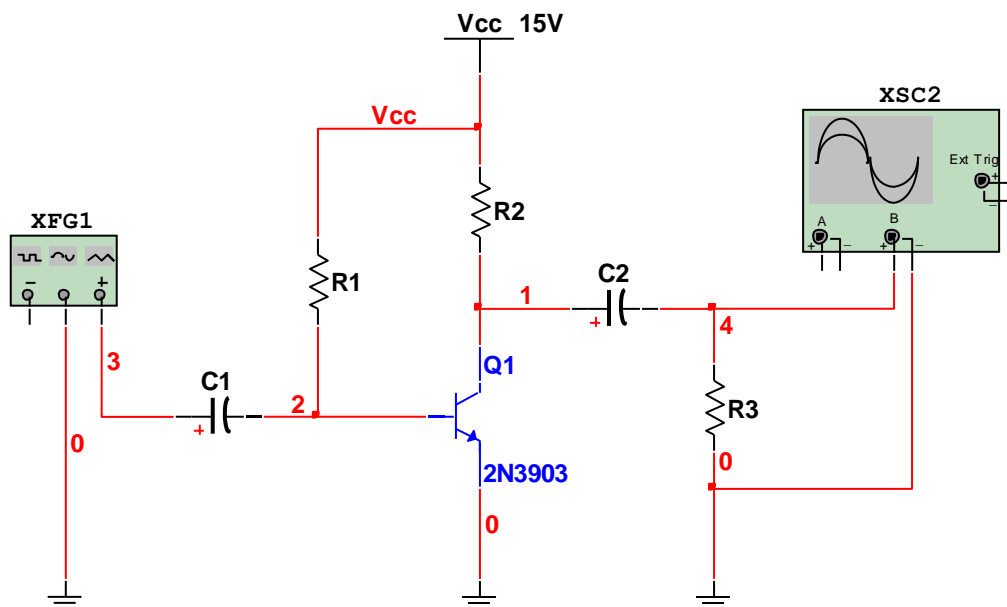 Vcc 15V
XSC2
Vcc
Ext Trig
+
−
R2
XFG1
A
B
+ −
+ −
− +
R1
C2
1
+
4
3
Q1
C1
2
+
R3
0
0
2N3903
0